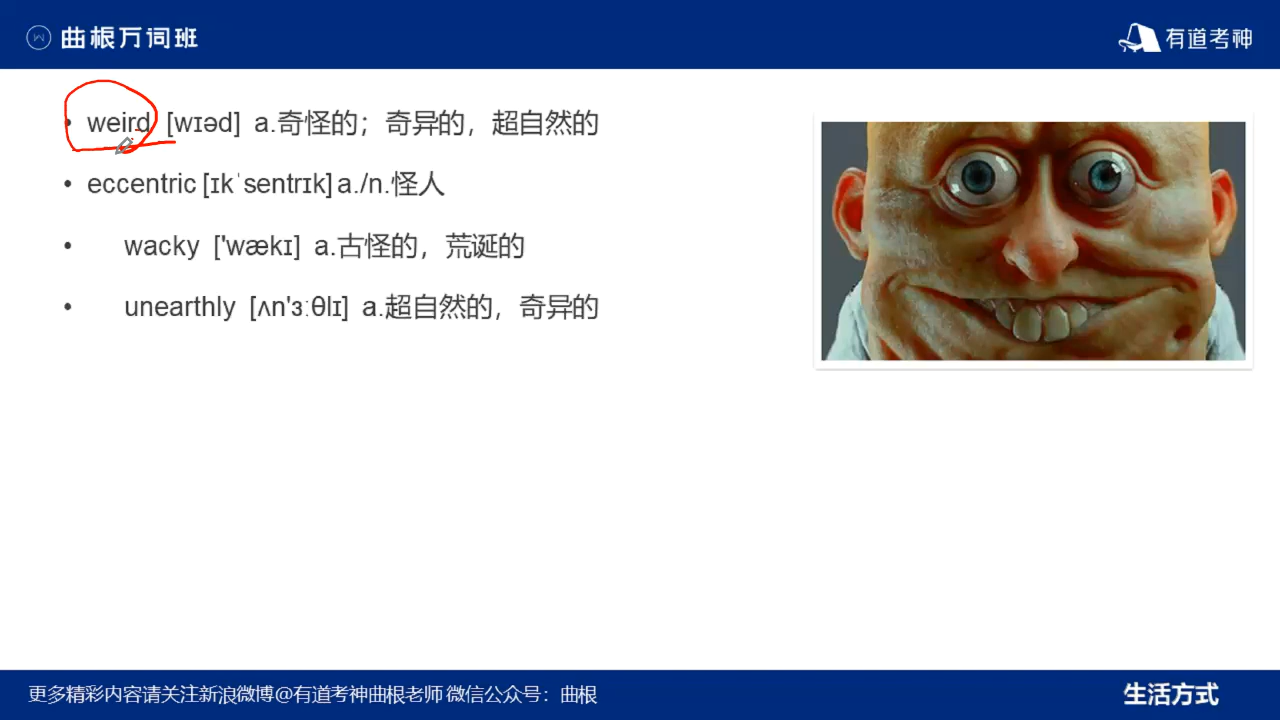 曲根万词班
有道考神
• weird [wɪəd] a.奇怪的；奇异的，超自然的
• eccentric [ɪkˈsentrɪk] a./n.怪人
• wacky ['wækɪ] a.古怪的，荒诞的
• unearthly [ʌn'ɜːθlɪ] a.超自然的，奇异的
更多精彩内容请关注新浪微博@有道考神曲根老师 微信公众号：曲根
生活方式